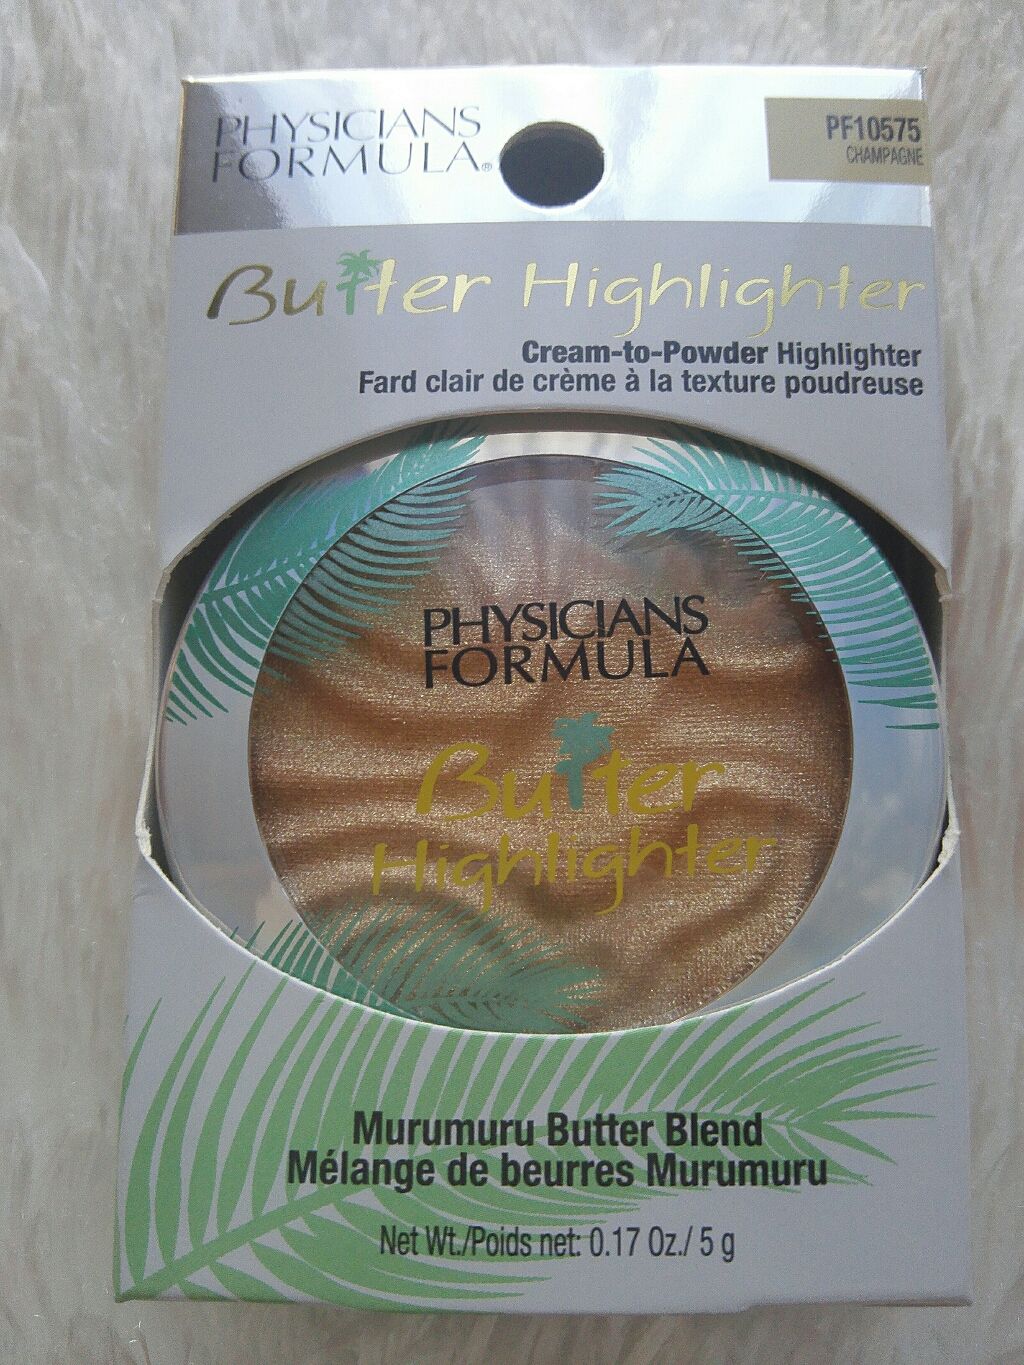 PHYSICIANS
FORMULA®
PF10575
CHAMPAGNE
Butter Highlighter
Cream-to-Powder Highlighter
Fard clair de crème à la texture poudreuse
PHYSICIANS
FORMULA
Butter
Highlighter
Murumuru Butter Blend
Mélange de beurres Murumuru
Net Wt./Poids net: 0.17 Oz./ 5 g